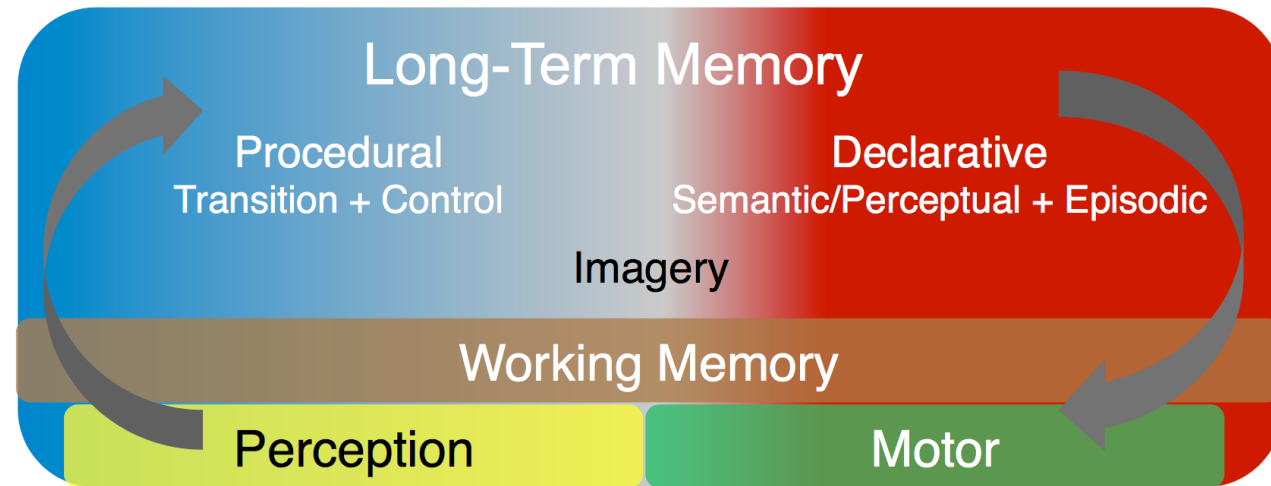 Long-Term Memory
Procedural
Transition + Control
Declarative
Semantic/Perceptual + Episodic
Imagery
Working Memory
Perception
Motor